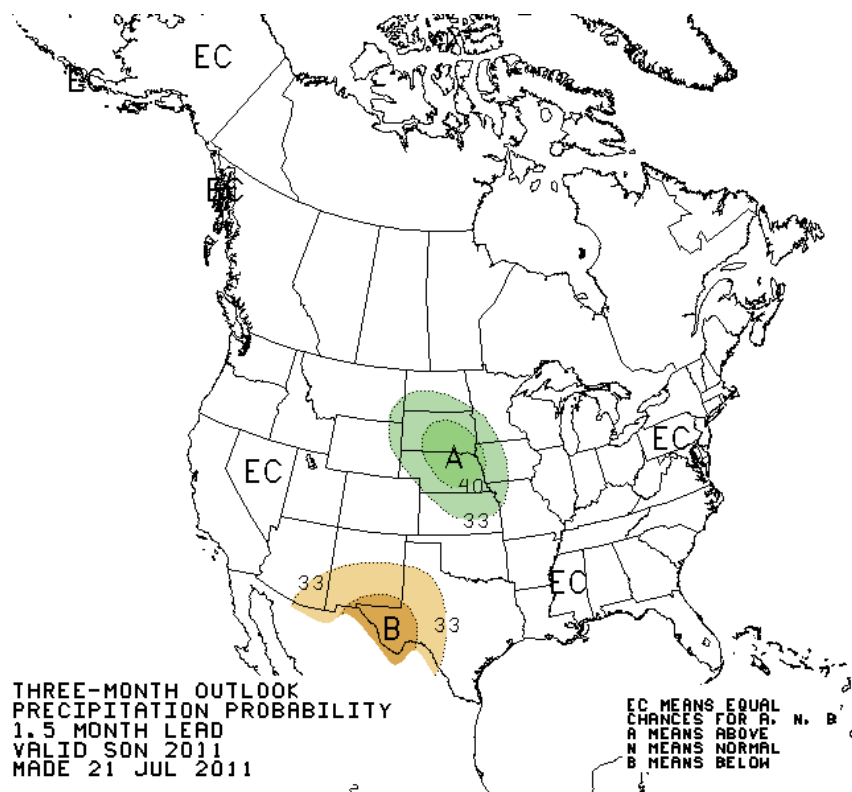 EC
EC
EC
EC
A
40
EC
33
33
EC
B
33
THREE-MONTH OUTLOOK
PRECIPITATION PROBABILITY
1.5 MONTH LEAD
VALID SON 2011
MADE 21 JUL 2011
EC MEANS EQUAL
CHANCES FOR A, N, B
A MEANS ABOVE
N MEANS NORMAL
B MEANS BELOW